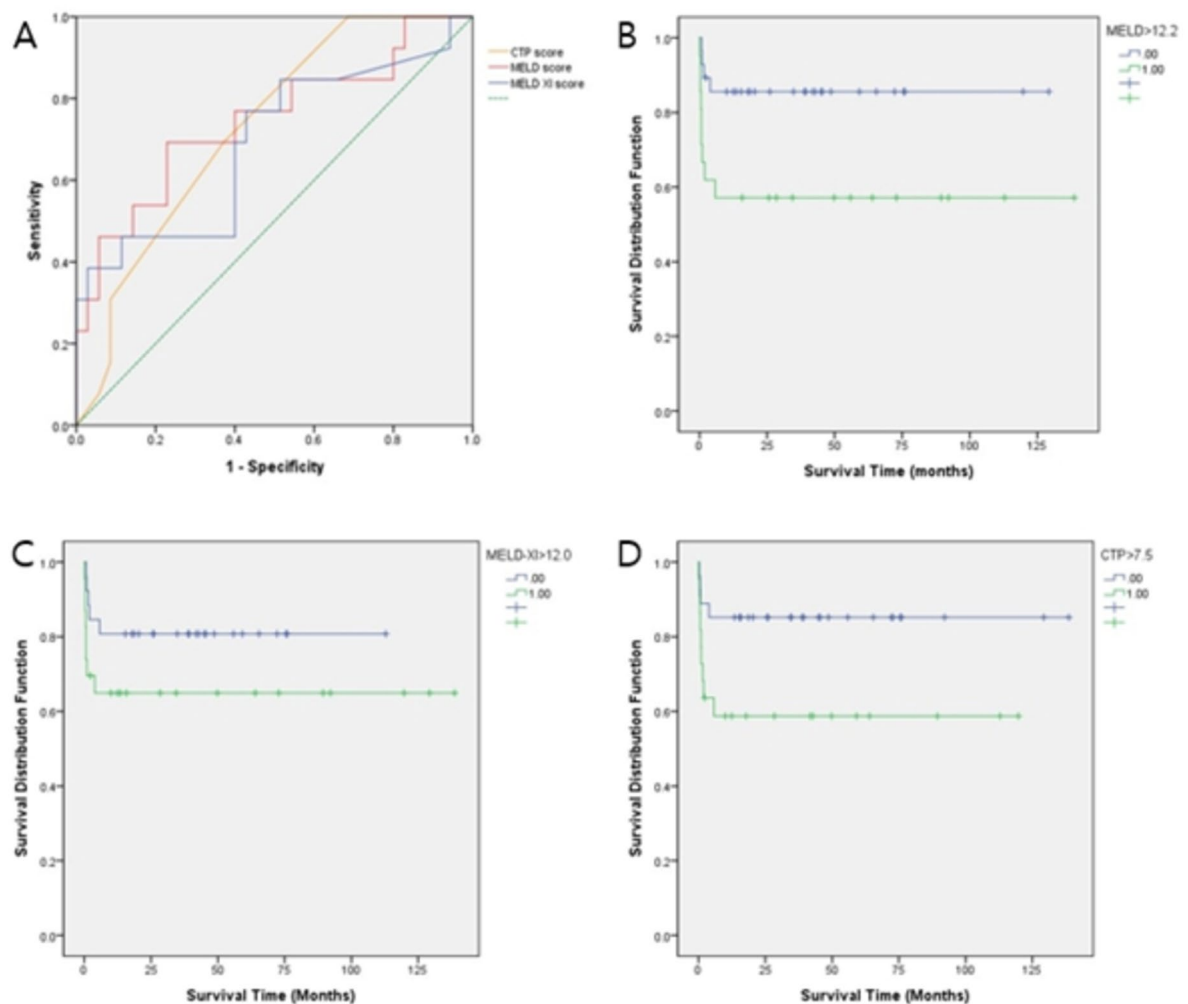 A
1.0
0.8
0.6
0.4
0.2
0.0
Sensitivity
0.0 0.2 0.4 0.6 0.8 1.0
1 - Specificity
CTP score
MELD score
MELD XI score
B
MELD>12.2
.00
1.00
1.0
0.8
0.6
0.4
0.2
0.0
Survival Distribution Function
0 25 50 75 100 125
Survival Time (months)
C
MELD-XI>12.0
.00
1.00
1.0
0.8
0.6
0.4
0.2
0.0
Survival Distribution Function
0 25 50 75 100 125
Survival Time (Months)
D
CTP>7.5
.00
1.00
1.0
0.8
0.6
0.4
0.2
0.0
Survival Distribution Function
0 25 50 75 100 125
Survival Time (Months)